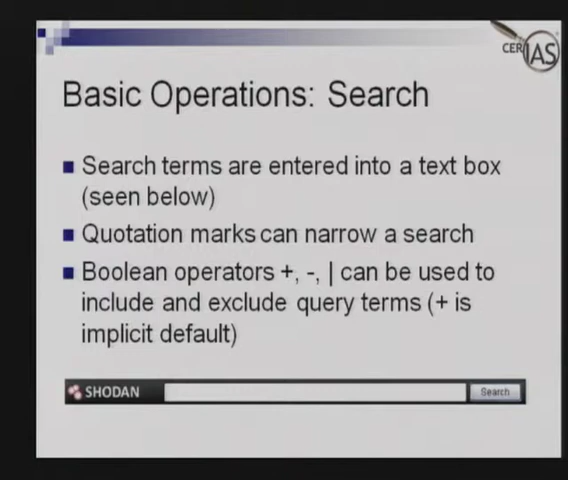 CERIAS
Basic Operations: Search
Search terms are entered into a text box
(seen below)
Quotation marks can narrow a search
Boolean operators +, -, | can be used to
include and exclude query terms (+ is
implicit default)
SHODAN Search